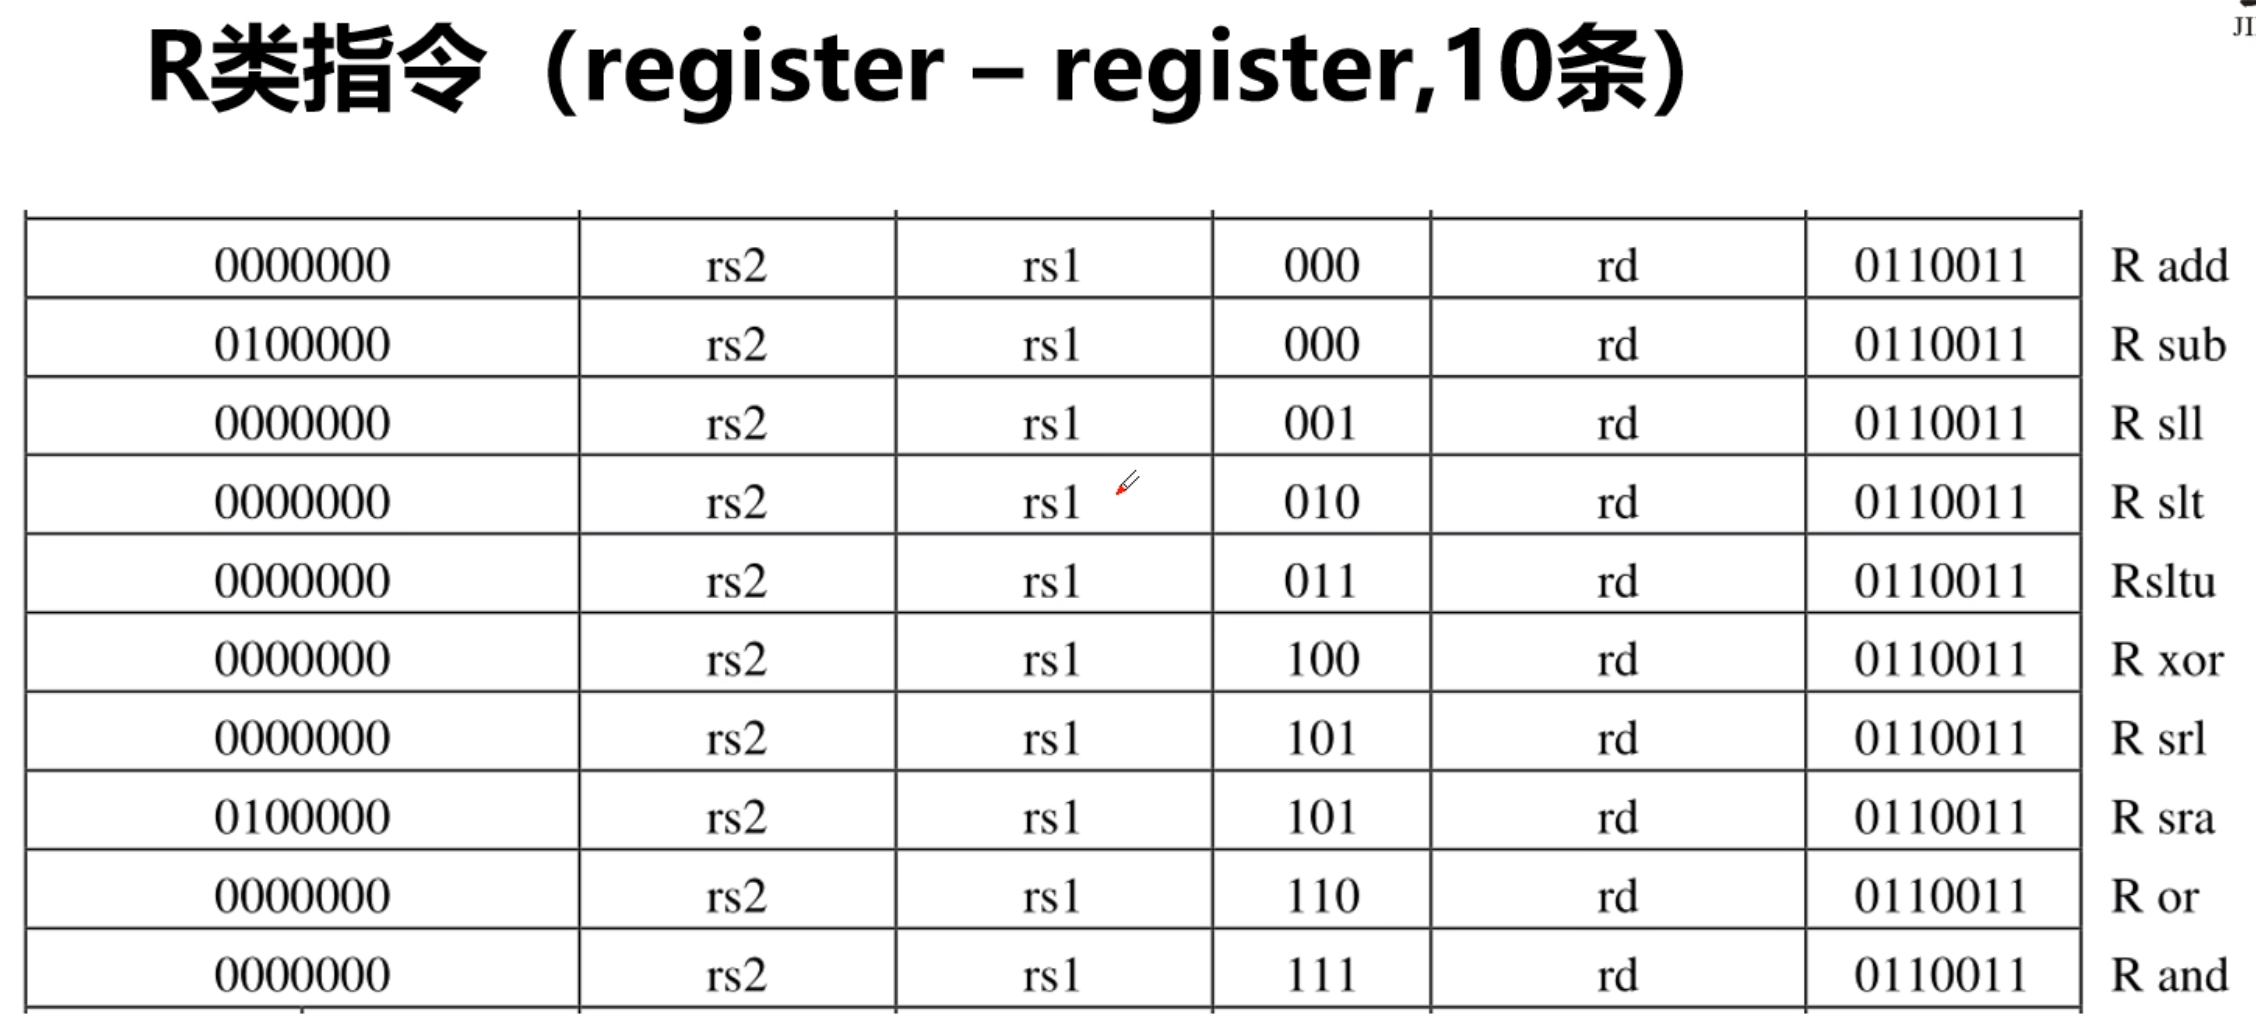 R类指令（register – register,10条）
JI
0000000 rs2 rs1 000 rd 0110011 R add
0100000 rs2 rs1 000 rd 0110011 R sub
0000000 rs2 rs1 001 rd 0110011 R sll
0000000 rs2 rs1 010 rd 0110011 R slt
0000000 rs2 rs1 011 rd 0110011 Rsltu
0000000 rs2 rs1 100 rd 0110011 R xor
0000000 rs2 rs1 101 rd 0110011 R srl
0100000 rs2 rs1 101 rd 0110011 R sra
0000000 rs2 rs1 110 rd 0110011 R or
0000000 rs2 rs1 111 rd 0110011 R and